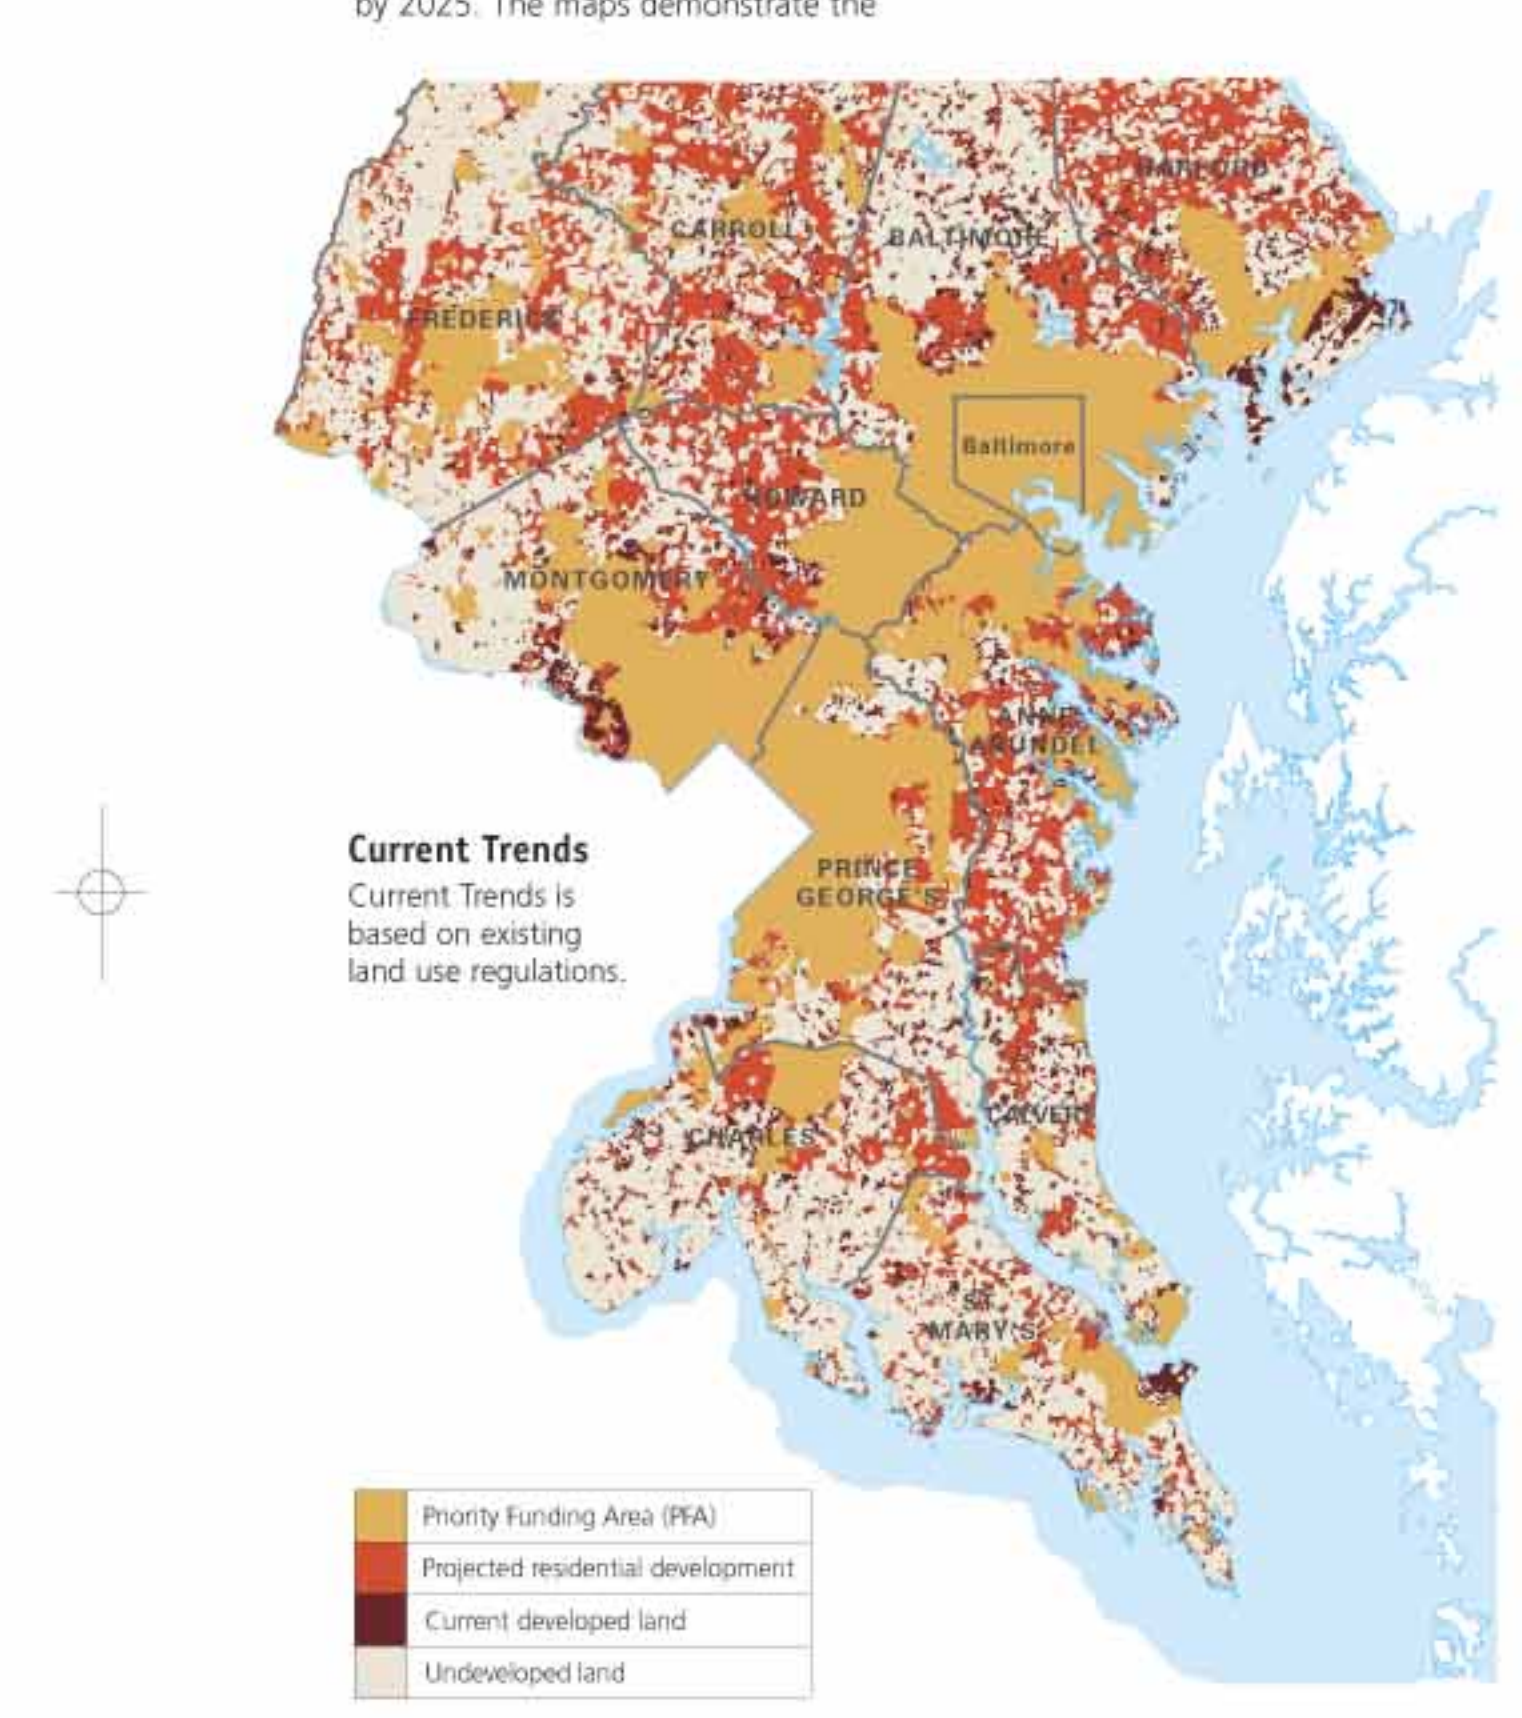 by 2025. The maps demonstrate the
HARFORD
CARROLL
BALTIMORE
FREDERICK
Baltimore
HOWARD
MONTGOMERY
ANNE
ARUNDEL
Current Trends
Current Trends is
based on existing
land use regulations.
PRINCE
GEORGE'S
CALVERT
CHARLES
ST.
MARY'S
Priority Funding Area (PFA)
Projected residential development
Current developed land
Undeveloped land